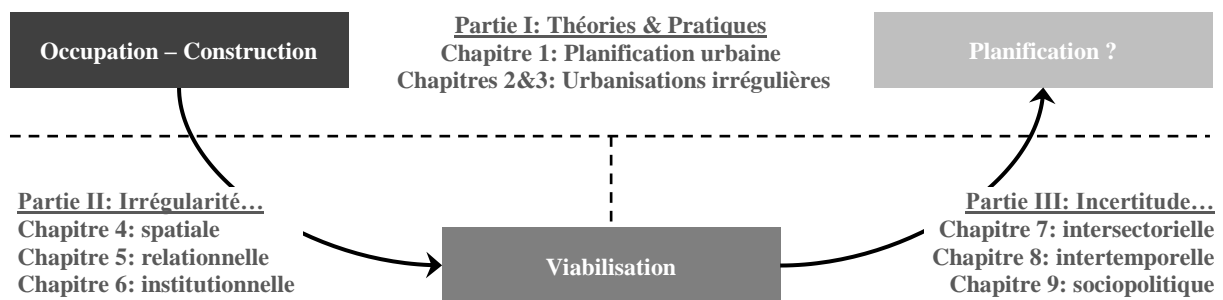 Occupation – Construction
Partie I: Théories & Pratiques
Chapitre 1: Planification urbaine
Chapitres 2&3: Urbanisations irrégulières
Planification ?
Partie II: Irrégularité…
Chapitre 4: spatiale
Chapitre 5: relationnelle
Chapitre 6: institutionnelle
Viabilisation
Partie III: Incertitude…
Chapitre 7: intersectorielle
Chapitre 8: intertemporelle
Chapitre 9: sociopolitique